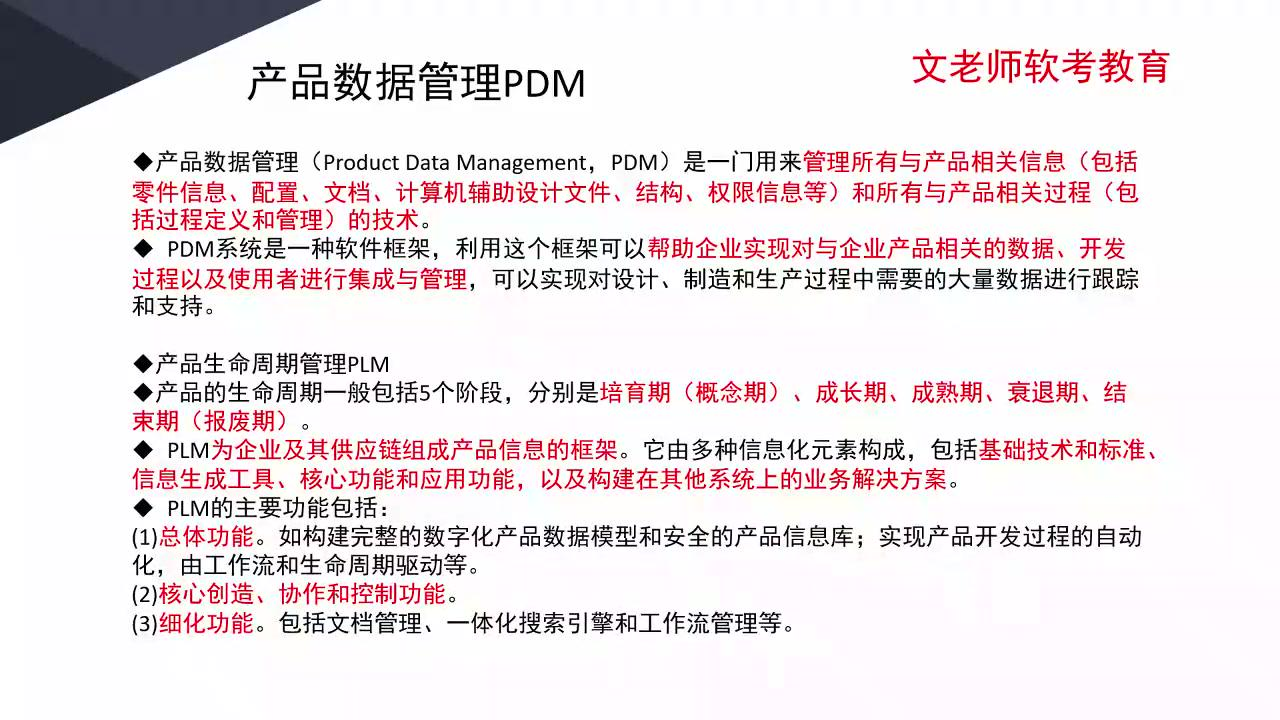 产品数据管理PDM
文老师软考教育
◆产品数据管理（Product Data Management，PDM）是一门用来管理所有与产品相关信息（包括
零件信息、配置、文档、计算机辅助设计文件、结构、权限信息等）和所有与产品相关过程（包
括过程定义和管理）的技术。
◆ PDM系统是一种软件框架，利用这个框架可以帮助企业实现对与企业产品相关的数据、开发
过程以及使用者进行集成与管理，可以实现对设计、制造和生产过程中需要的大量数据进行跟踪
和支持。
◆产品生命周期管理PLM
◆产品的生命周期一般包括5个阶段，分别是培育期（概念期）、成长期、成熟期、衰退期、结
束期（报废期）。
◆ PLM为企业及其供应链组成产品信息的框架。它由多种信息化元素构成，包括基础技术和标准、
信息生成工具、核心功能和应用功能，以及构建在其他系统上的业务解决方案。
◆ PLM的主要功能包括：
(1)总体功能。如构建完整的数字化产品数据模型和安全的产品信息库；实现产品开发过程的自动
化，由工作流和生命周期驱动等。
(2)核心创造、协作和控制功能。
(3)细化功能。包括文档管理、一体化搜索引擎和工作流管理等。